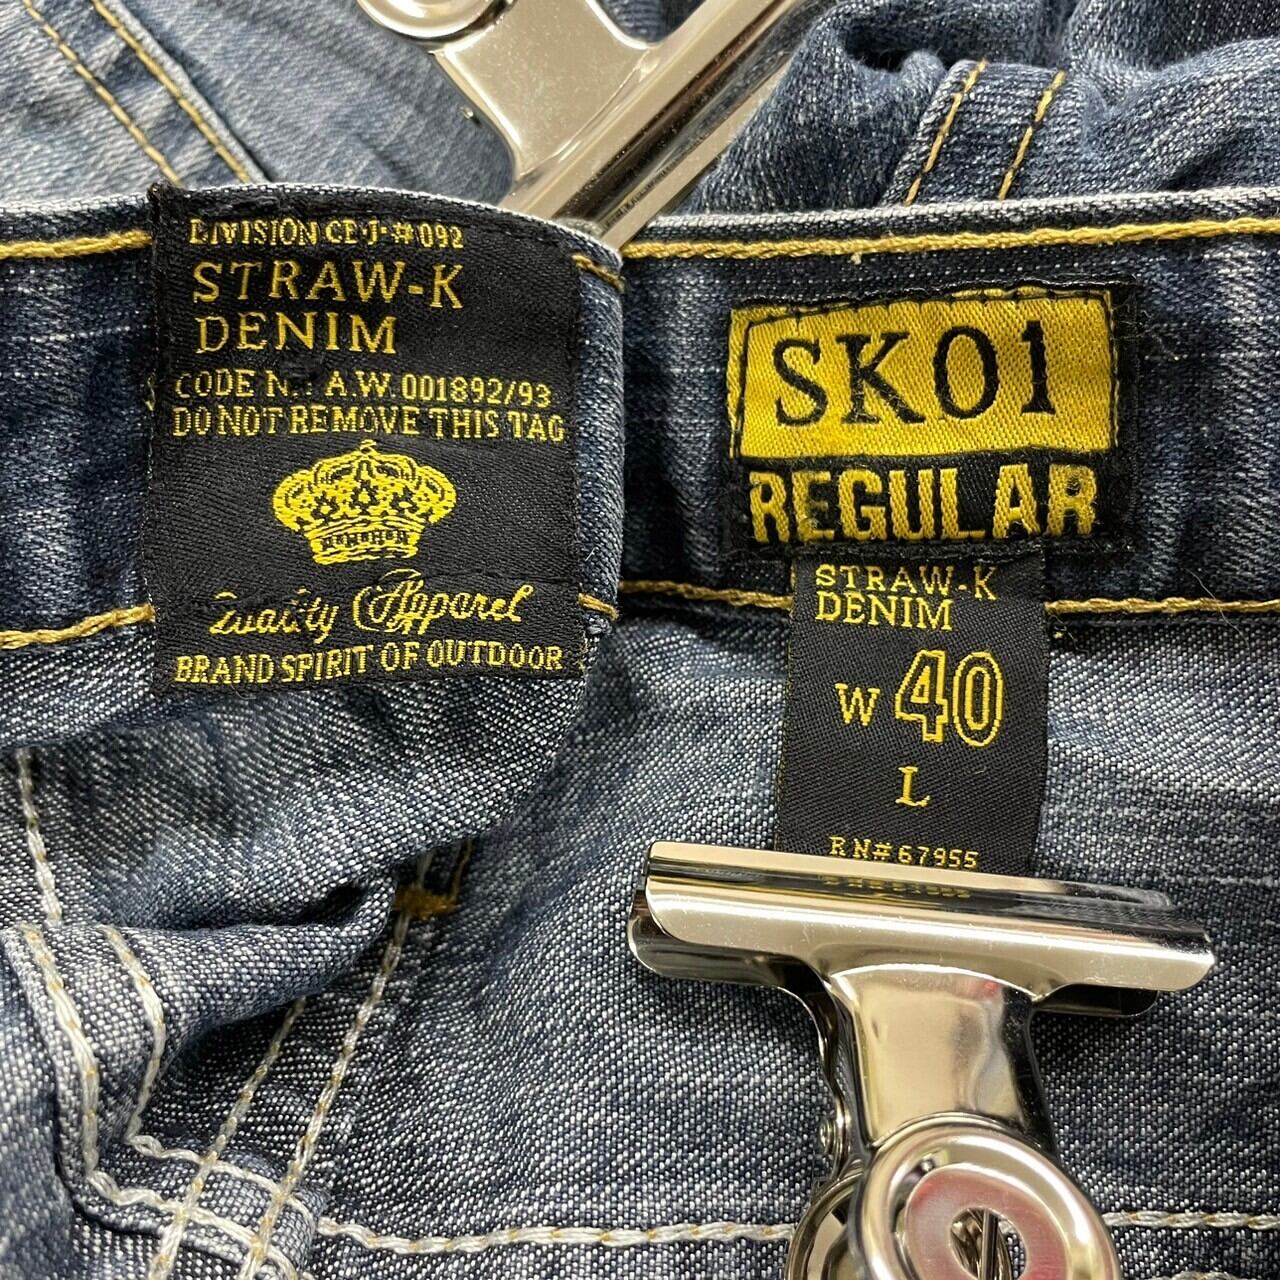 DIVISION CE-J-#092
STRAW-K
DENIM
CODE N.: A.W. 001892/93
DO NOT REMOVE THIS TAG
Quality Apparel
BRAND SPIRIT OF OUTDOOR
SK01
REGULAR
STRAW-K
DENIM
W 40
L
RN# 67955